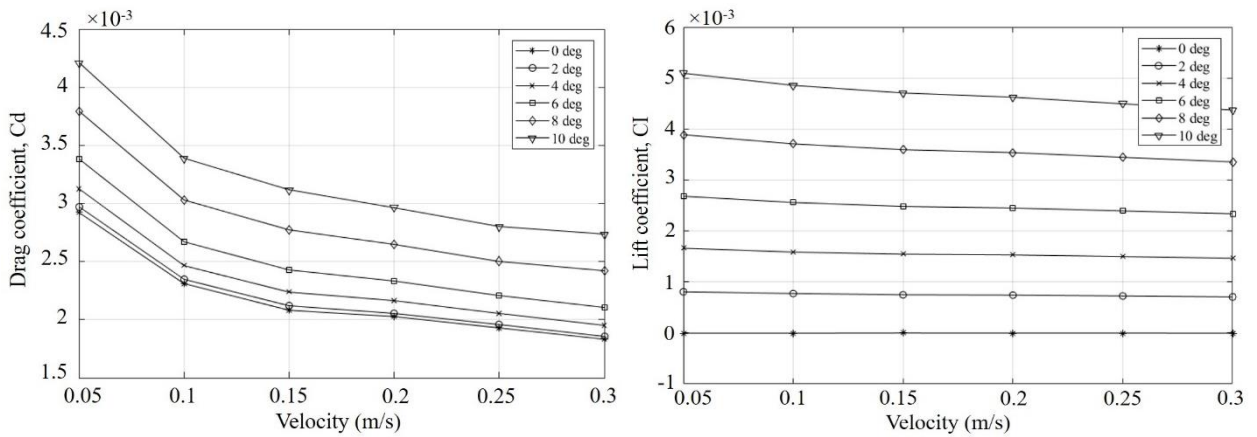 ×10-3
4.5
4
3.5
3
2.5
2
1.5
Drag coefficient, Cd
0.05 0.1 0.15 0.2 0.25 0.3
Velocity (m/s)
0 deg
2 deg
4 deg
6 deg
8 deg
10 deg
×10-3
6
5
4
3
2
1
0
-1
Lift coefficient, CI
0.05 0.1 0.15 0.2 0.25 0.3
Velocity (m/s)
0 deg
2 deg
4 deg
6 deg
8 deg
10 deg